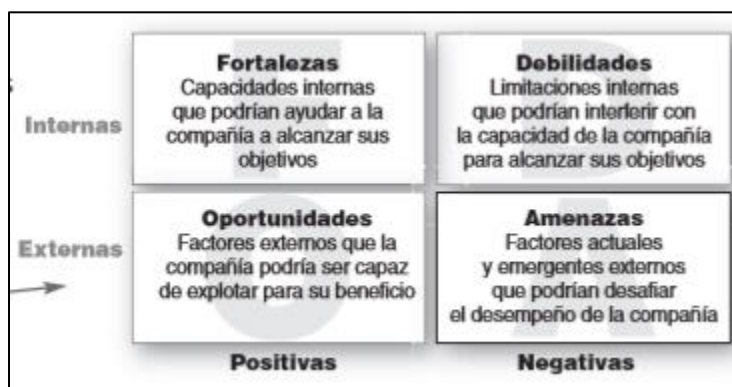 Internas
Fortalezas
Capacidades internas
que podrían ayudar a la
compañía a alcanzar sus
objetivos
Debilidades
Limitaciones internas
que podrían interferir con
la capacidad de la compañía
para alcanzar sus objetivos
Externas
Oportunidades
Factores externos que la
compañía podría ser capaz
de explotar para su beneficio
Amenazas
Factores actuales
y emergentes externos
que podrían desafiar
el desempeño de la compañía
Positivas
Negativas
F
D
O
A